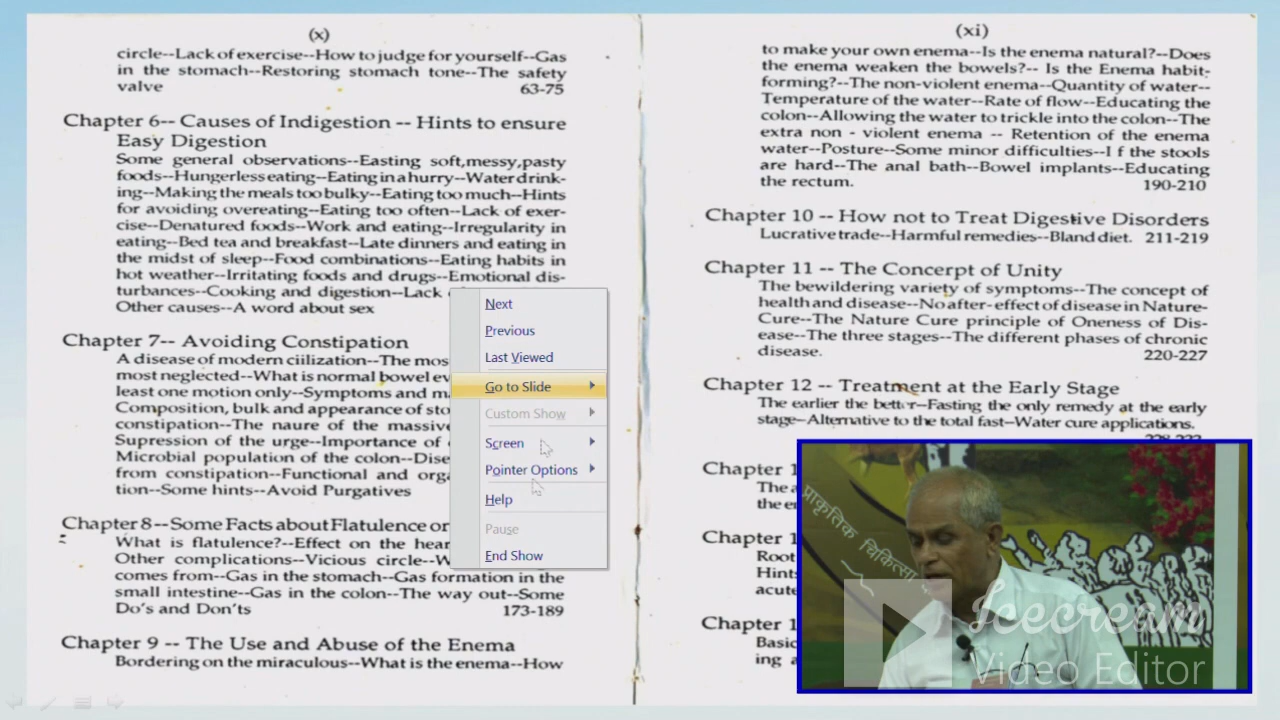 (x)
circle--Lack of exercise--How to judge for yourself--Gas
in the stomach--Restoring stomach tone--The safety
valve 63-75
Chapter 6-- Causes of Indigestion -- Hints to ensure
Easy Digestion
Some general observations--Easting soft,messy,pasty
foods--Hungerless eating--Eating in a hurry--Water drink-
ing--Making the meals too bulky--Eating too much--Hints
for avoiding overeating--Eating too often--Lack of exer-
cise--Denatured foods--Work and eating--Irregularity in
eating--Bed tea and breakfast--Late dinners and eating in
the midst of sleep--Food combinations--Eating habits in
hot weather--Irritating foods and drugs--Emotional dis-
turbances--Cooking and digestion--Lack
Other causes--A word about sex
Chapter 7-- Avoiding Constipation
A disease of modern ciilization--The mos
most neglected--What is normal bowel ev
least one motion only--Symptoms and m
Composition, bulk and appearance of sto
constipation--The naure of the massive
Supression of the urge--Importance of
Microbial population of the colon--Dise
from constipation--Functional and orga
tion--Some hints--Avoid Purgatives
Chapter 8--Some Facts about Flatulence or
What is flatulence?--Effect on the hear
Other complications--Vicious circle--W
comes from--Gas in the stomach--Gas formation in the
small intestine--Gas in the colon--The way out--Some
Do's and Don'ts 173-189
Chapter 9 -- The Use and Abuse of the Enema
Bordering on the miraculous--What is the enema--How
Next
Previous
Last Viewed
Go to Slide
Custom Show
Screen
Pointer Options
Help
Pause
End Show
(xi)
to make your own enema--Is the enema natural?--Does
the enema weaken the bowels?-- Is the Enema habit-
forming?--The non-violent enema--Quantity of water--
Temperature of the water--Rate of flow--Educating the
colon--Allowing the water to trickle into the colon--The
extra non - violent enema -- Retention of the enema
water--Posture--Some minor difficulties--I f the stools
are hard--The anal bath--Bowel implants--Educating
the rectum. 190-210
Chapter 10 -- How not to Treat Digestive Disorders
Lucrative trade--Harmful remedies--Bland diet. 211-219
Chapter 11 -- The Concerpt of Unity
The bewildering variety of symptoms--The concept of
health and disease--No after- effect of disease in Nature-
Cure--The Nature Cure principle of Oneness of Dis-
ease--The three stages--The different phases of chronic
disease. 220-227
Chapter 12 -- Treatment at the Early Stage
The earlier the better--Fasting the only remedy at the early
stage--Alternative to the total fast--Water cure applications.
Chapter 1
The a
the en
Chapter 1
Root
Hints
acute
Chapter 1
Basic
ing a
प्राकृतिक चिकित्सा
Icecream
Video Editor